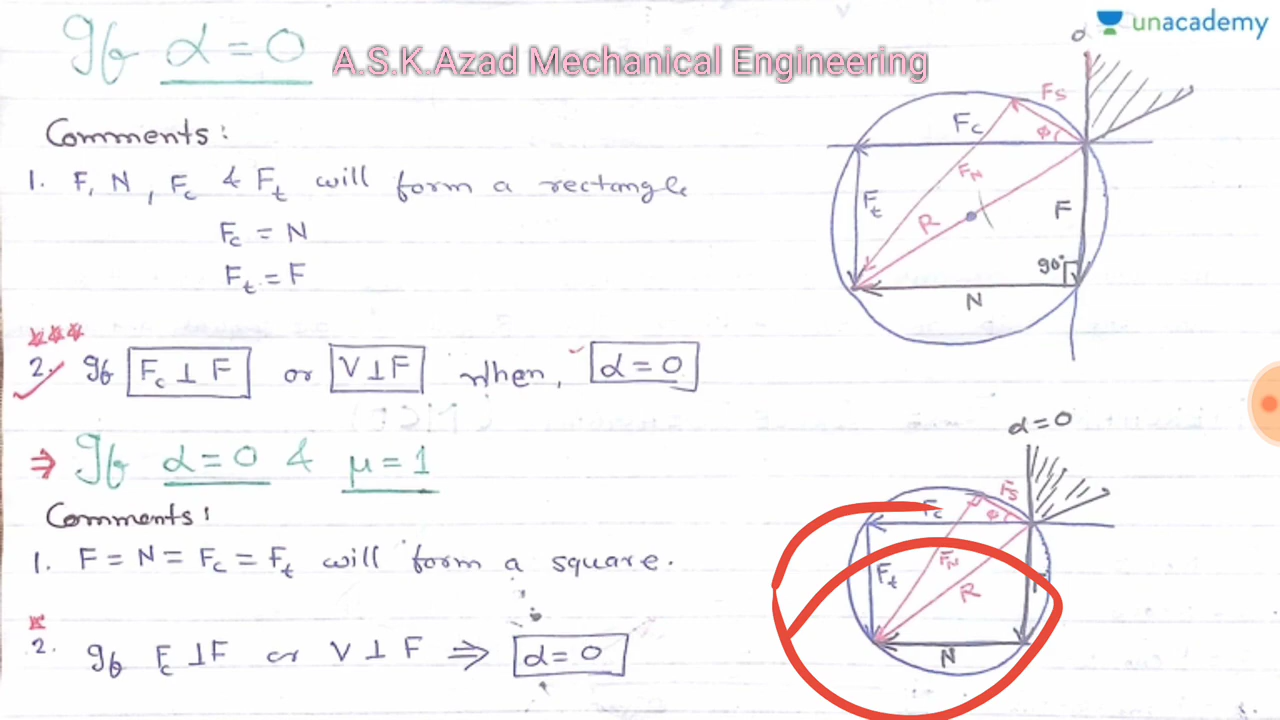 If α = 0
A.S.K.Azad Mechanical Engineering
unacademy
Comments:
1. F, N, Fc & Ft will form a rectangle
Fc = N
Ft = F
2. If Fc ⊥ F or V ⊥ F when, α = 0
⇒ If α = 0 & μ = 1
Comments:
1. F = N = Fc = Ft will form a square.
2. If Fc ⊥ F or V ⊥ F ⇒ α = 0
α
Fs
Fc
φ
FN
Ft
R
F
90°
N
α = 0
Fs
Fc
φ
FN
Ft
R
N